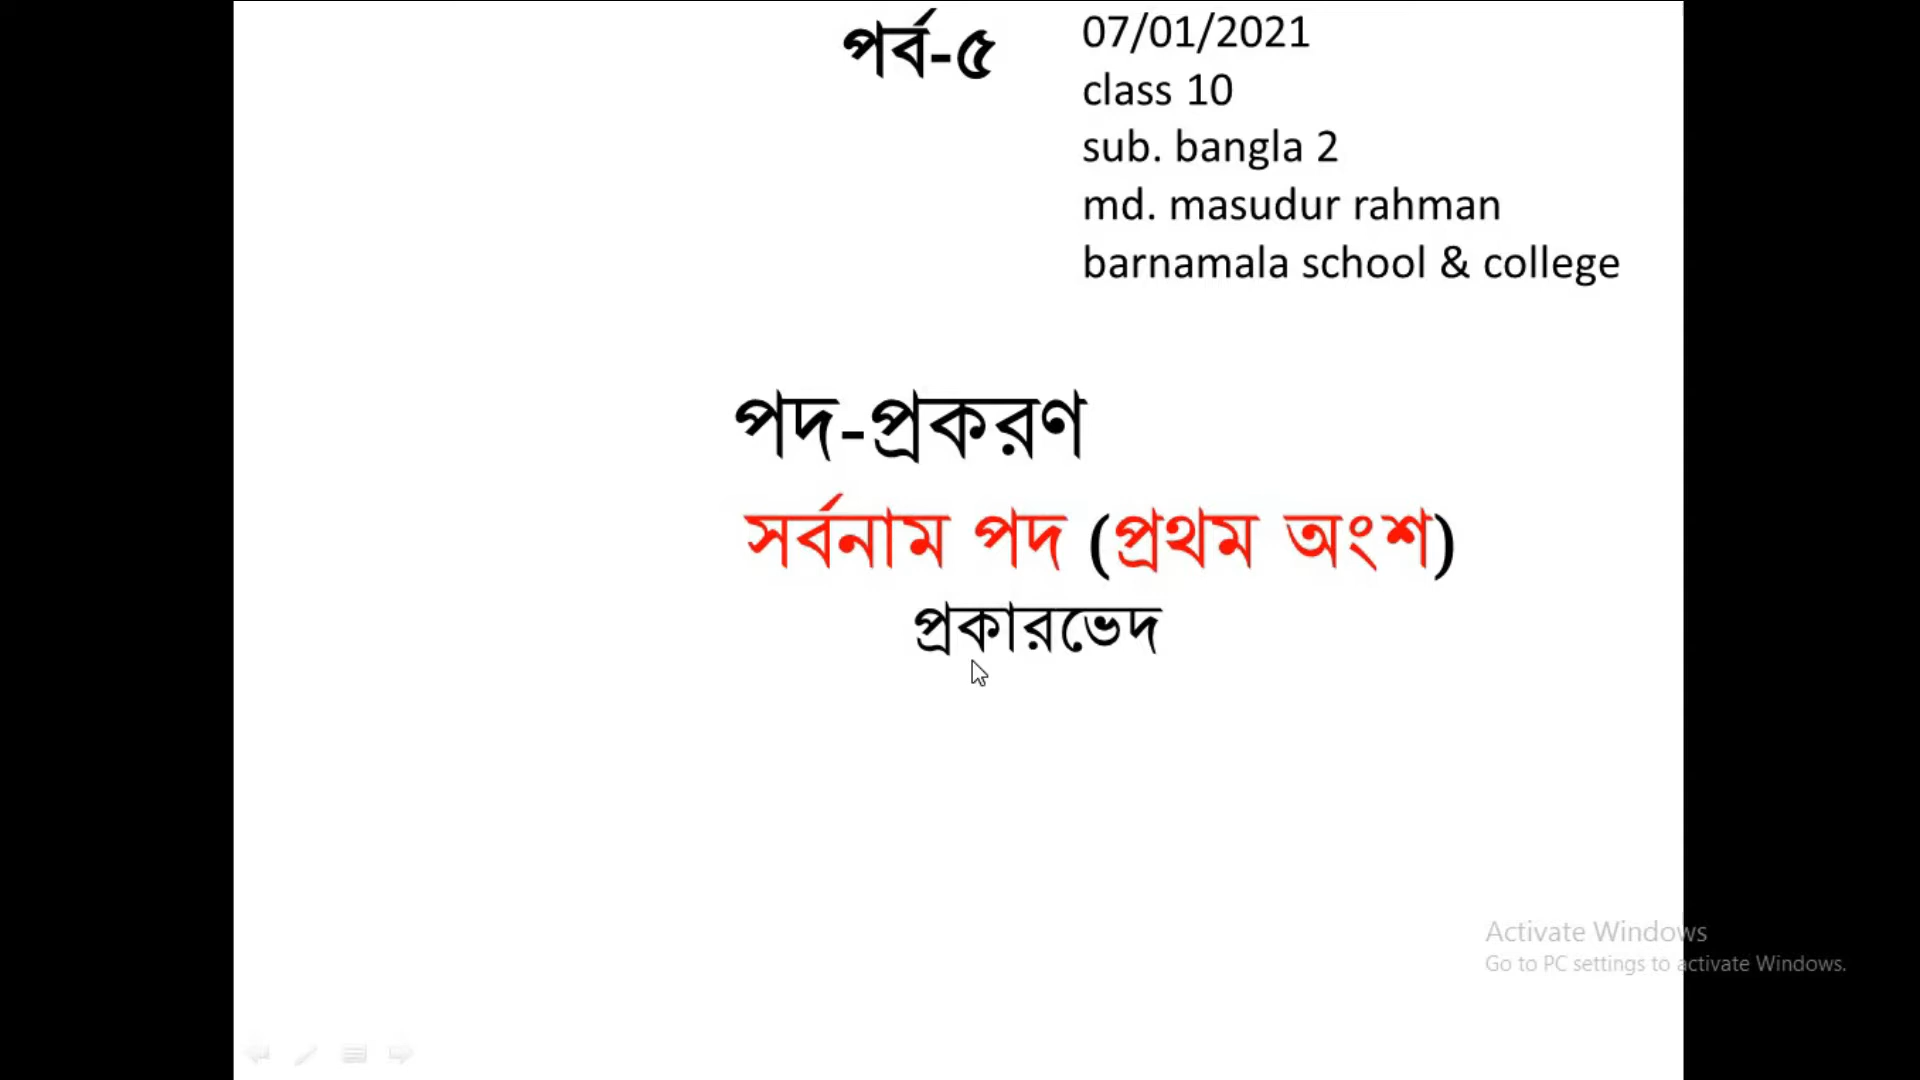 পর্ব-৫
07/01/2021
class 10
sub. bangla 2
md. masudur rahman
barnamala school & college
পদ-প্রকরণ
সর্বনাম পদ (প্রথম অংশ)
প্রকারভেদ
Activate Windows
Go to PC settings to activate Windows.